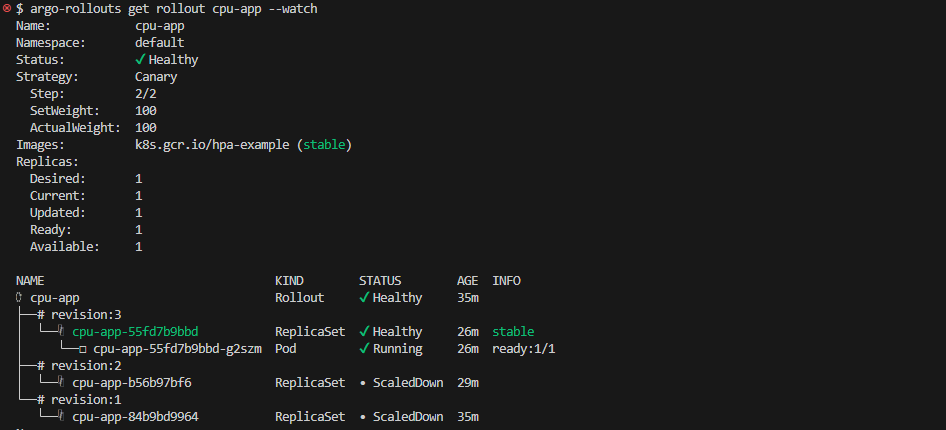 $ argo-rollouts get rollout cpu-app --watch
Name: cpu-app
Namespace: default
Status: ✔ Healthy
Strategy: Canary
Step: 2/2
SetWeight: 100
ActualWeight: 100
Images: k8s.gcr.io/hpa-example (stable)
Replicas:
Desired: 1
Current: 1
Updated: 1
Ready: 1
Available: 1
NAME KIND STATUS AGE INFO
cpu-app Rollout ✔ Healthy 35m
├──# revision:3
│ └── cpu-app-55fd7b9bbd ReplicaSet ✔ Healthy 26m stable
│ └──□ cpu-app-55fd7b9bbd-g2szm Pod ✔ Running 26m ready:1/1
├──# revision:2
│ └── cpu-app-b56b97bf6 ReplicaSet • ScaledDown 29m
└──# revision:1
└── cpu-app-84b9bd9964 ReplicaSet • ScaledDown 35m